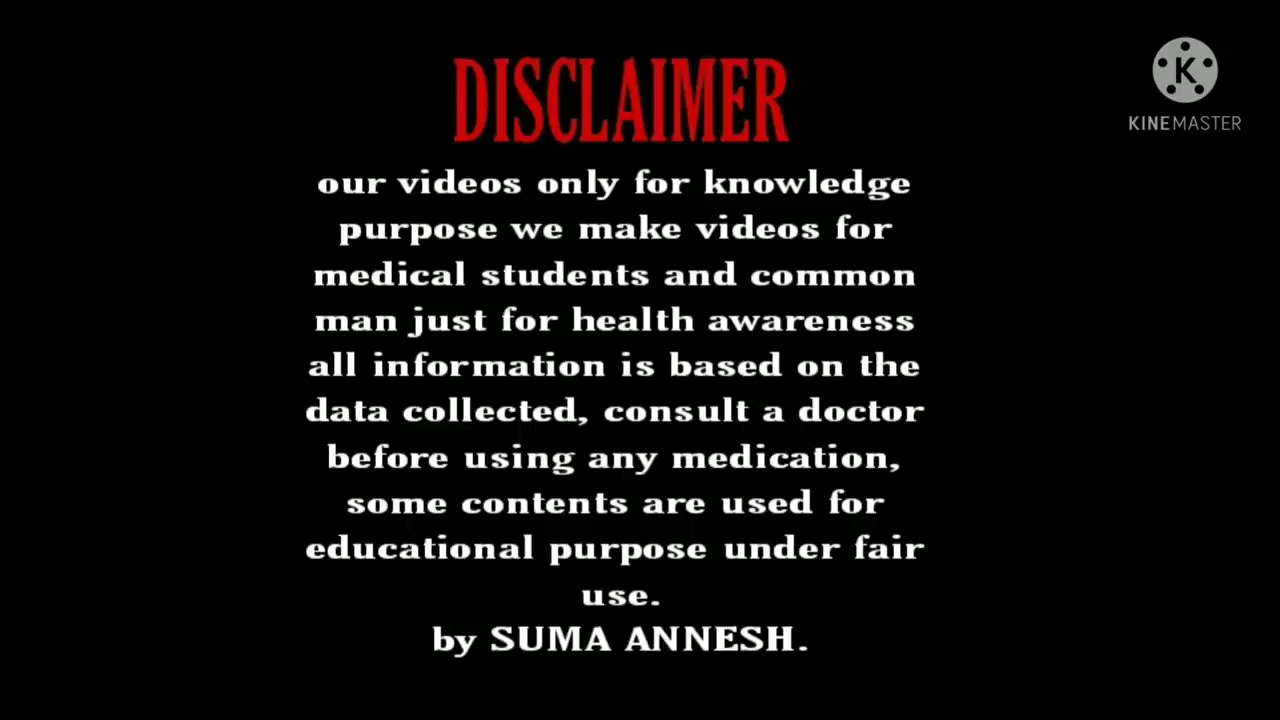 DISCLAIMER
our videos only for knowledge
purpose we make videos for
medical students and common
man just for health awareness
all information is based on the
data collected, consult a doctor
before using any medication,
some contents are used for
educational purpose under fair
use.
by SUMA ANNESH.
K
KINEMASTER